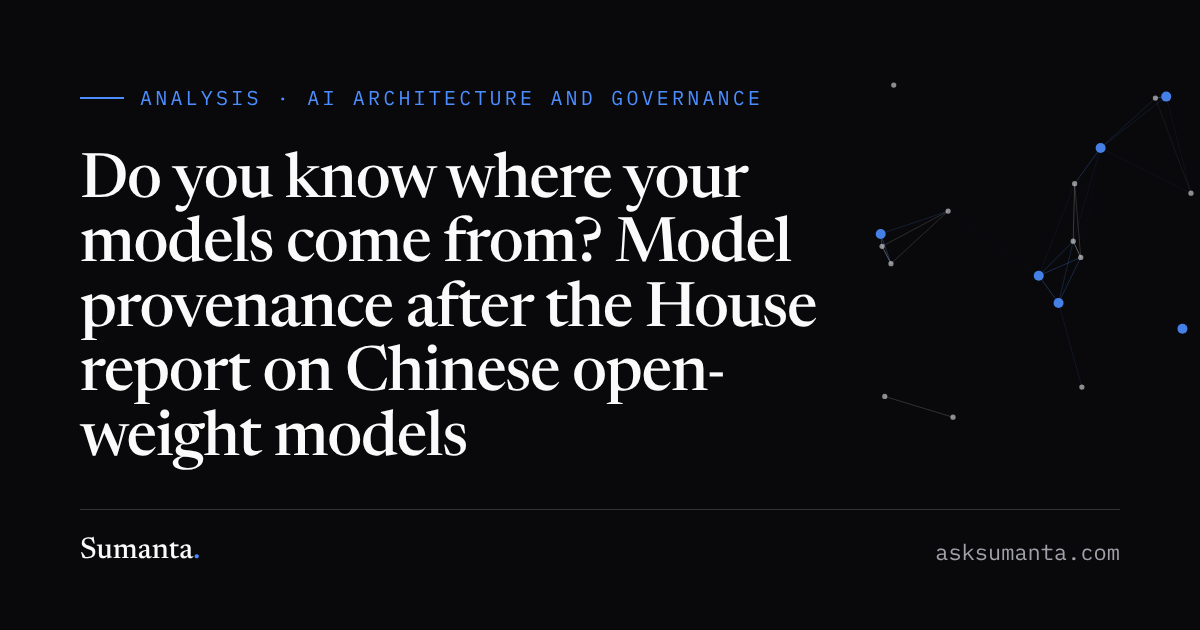 ANALYSIS · AI ARCHITECTURE AND GOVERNANCE
Do you know where your
models come from? Model
provenance after the House
report on Chinese open-
weight models
Sumanta.
asksumanta.com